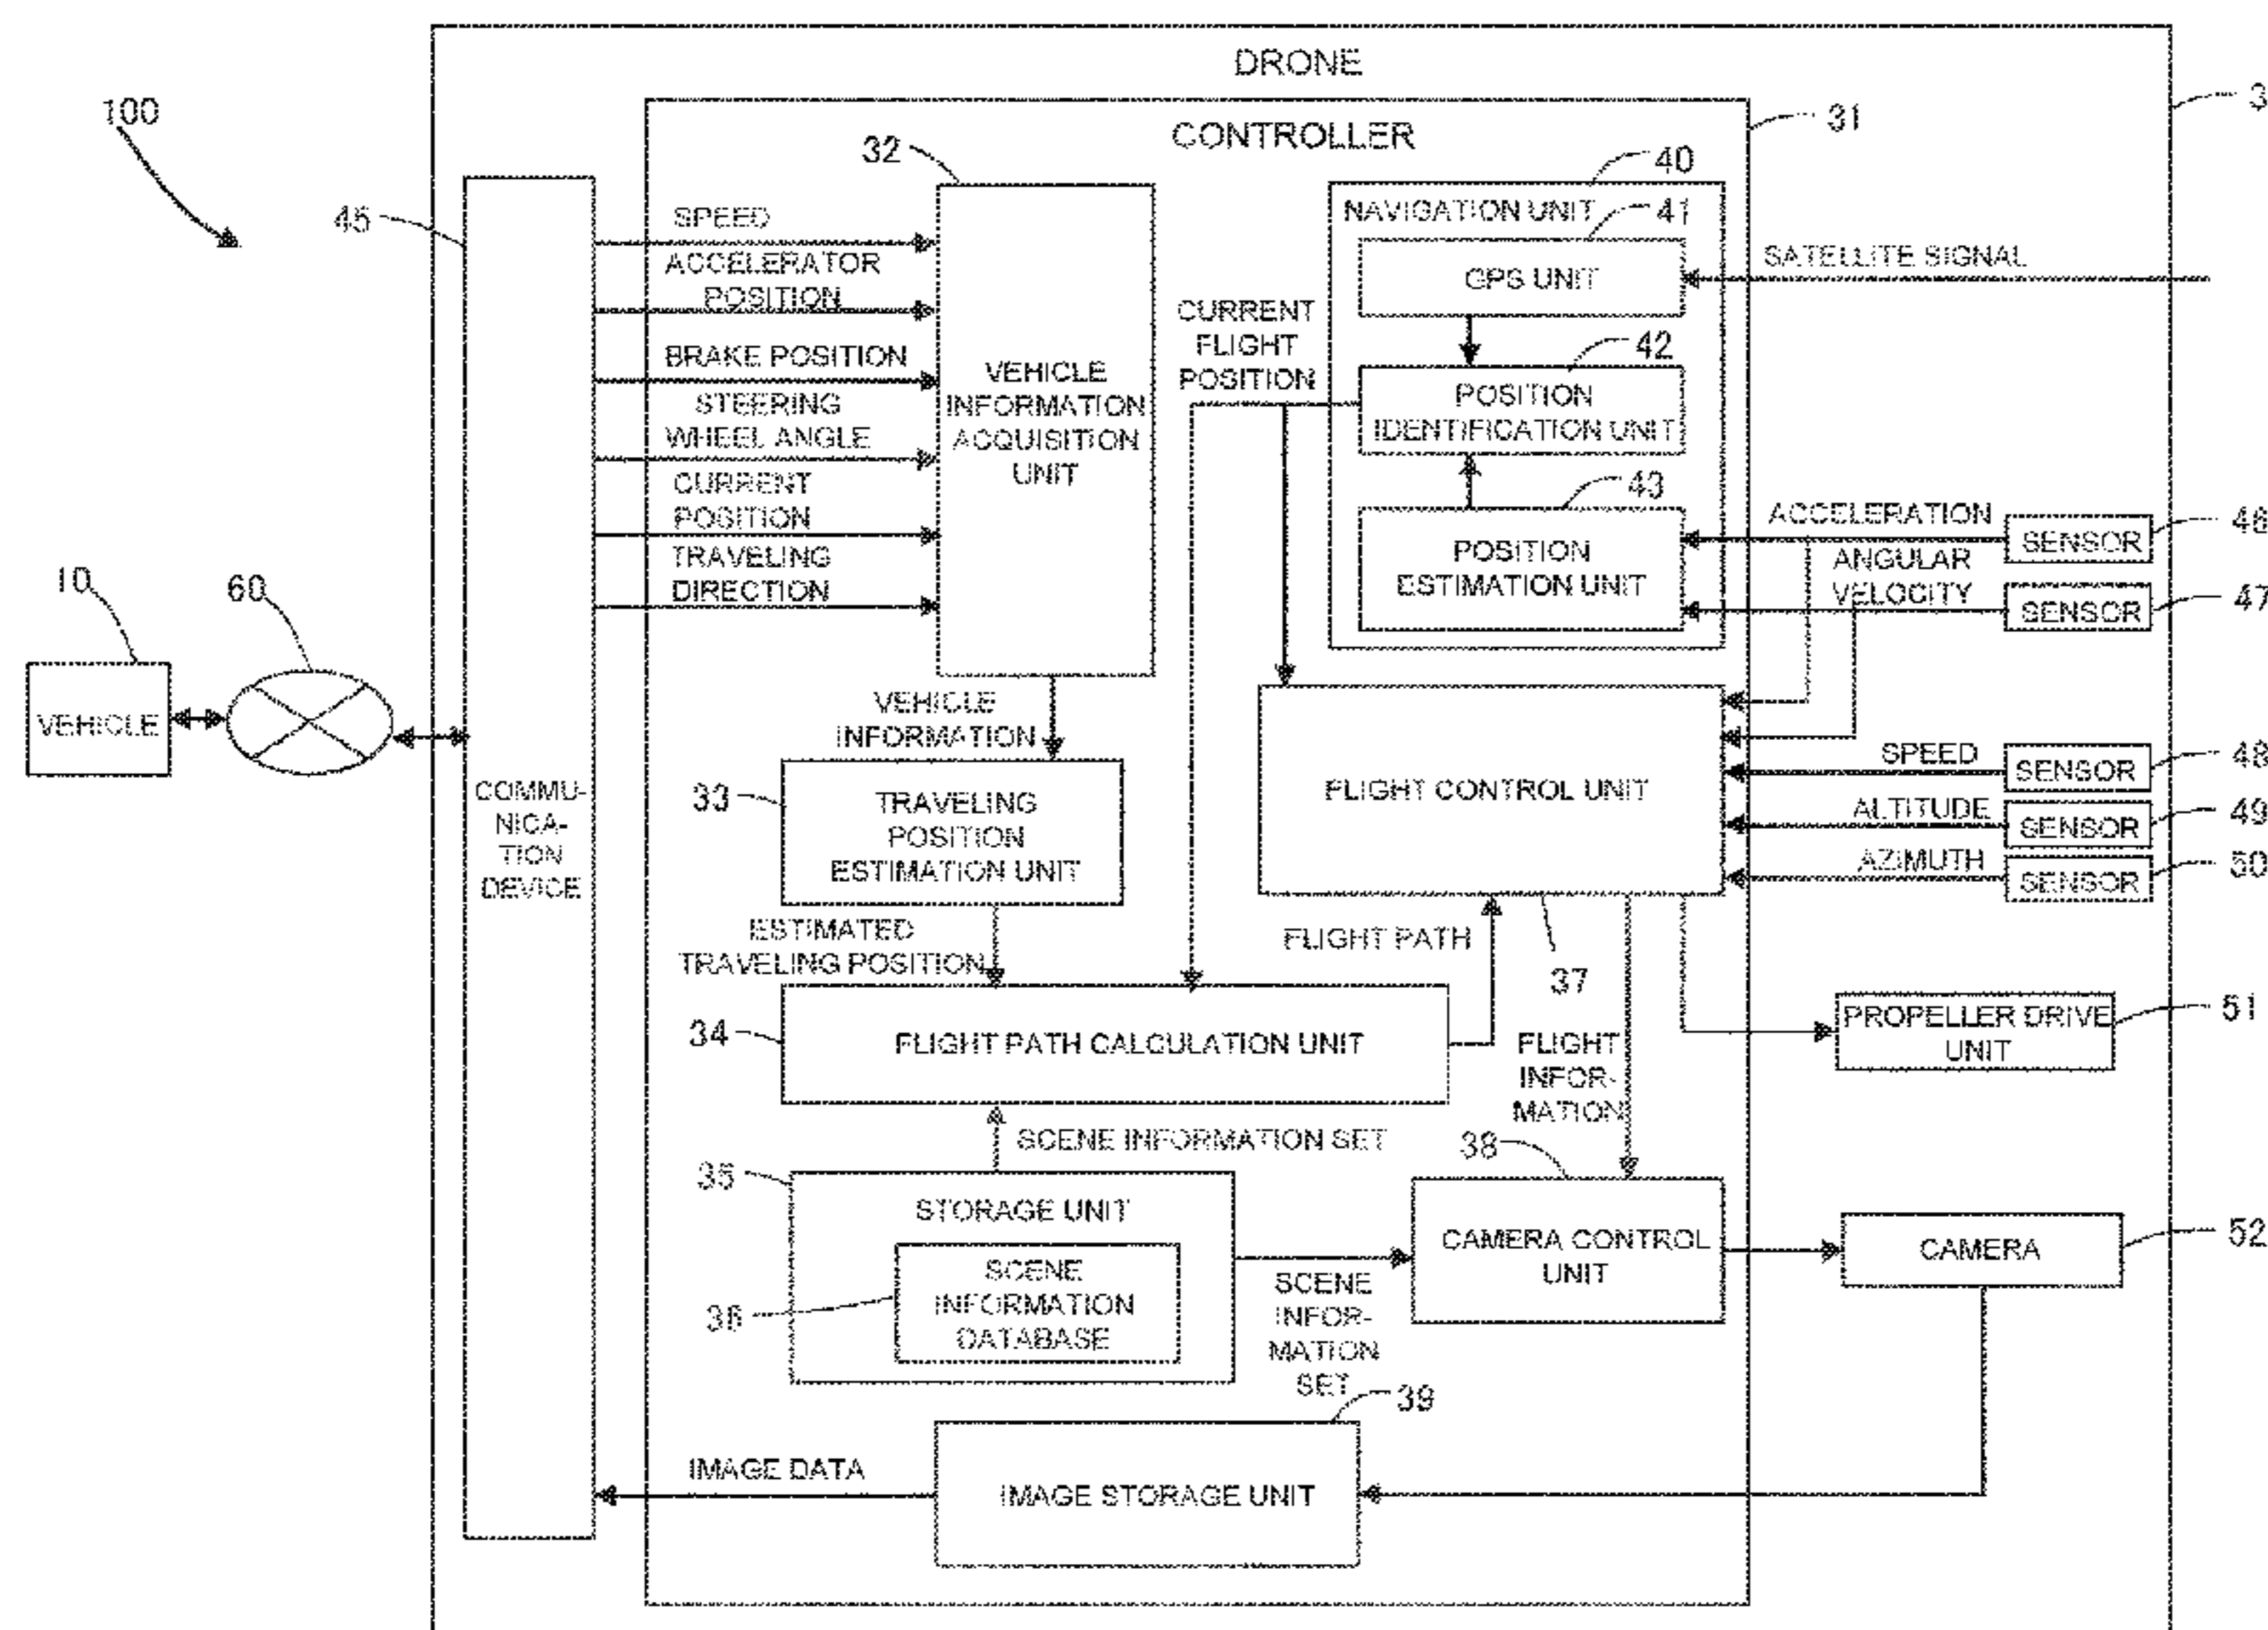 DRONE
3
100
CONTROLLER
31
32
40
45
SPEED
NAVIGATION UNIT
41
ACCELERATOR
POSITION
GPS UNIT
SATELLITE SIGNAL
CURRENT
FLIGHT
POSITION
42
BRAKE POSITION
VEHICLE
INFORMATION
ACQUISITION
UNIT
POSITION
IDENTIFICATION UNIT
STEERING
WHEEL ANGLE
43
CURRENT
POSITION
ACCELERATION
SENSOR
46
TRAVELING
DIRECTION
POSITION
ESTIMATION UNIT
ANGULAR
VELOCITY
SENSOR
47
10
60
VEHICLE
VEHICLE
INFORMATION
SPEED
SENSOR
48
COMMU-
NICA-
TION
DEVICE
33
TRAVELING
POSITION
ESTIMATION UNIT
FLIGHT CONTROL UNIT
ALTITUDE
SENSOR
49
AZIMUTH
SENSOR
50
ESTIMATED
TRAVELING POSITION
FLIGHT PATH
37
34
FLIGHT PATH CALCULATION UNIT
FLIGHT
INFOR-
MATION
PROPELLER DRIVE
UNIT
51
SCENE INFORMATION SET
38
35
STORAGE UNIT
CAMERA CONTROL
UNIT
CAMERA
52
36
SCENE
INFORMATION
DATABASE
SCENE
INFOR-
MATION
SET
39
IMAGE DATA
IMAGE STORAGE UNIT